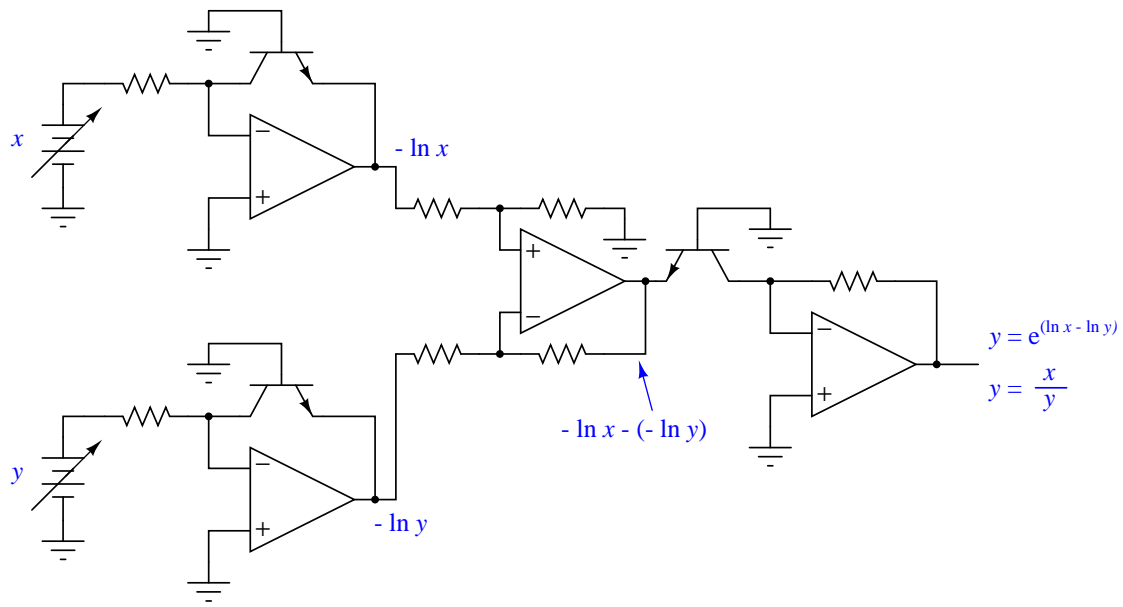 x
- ln x
y
- ln y
- ln x - (- ln y)
y = e^(ln x - ln y)
y = x/y
− +
+ −
− +
− +